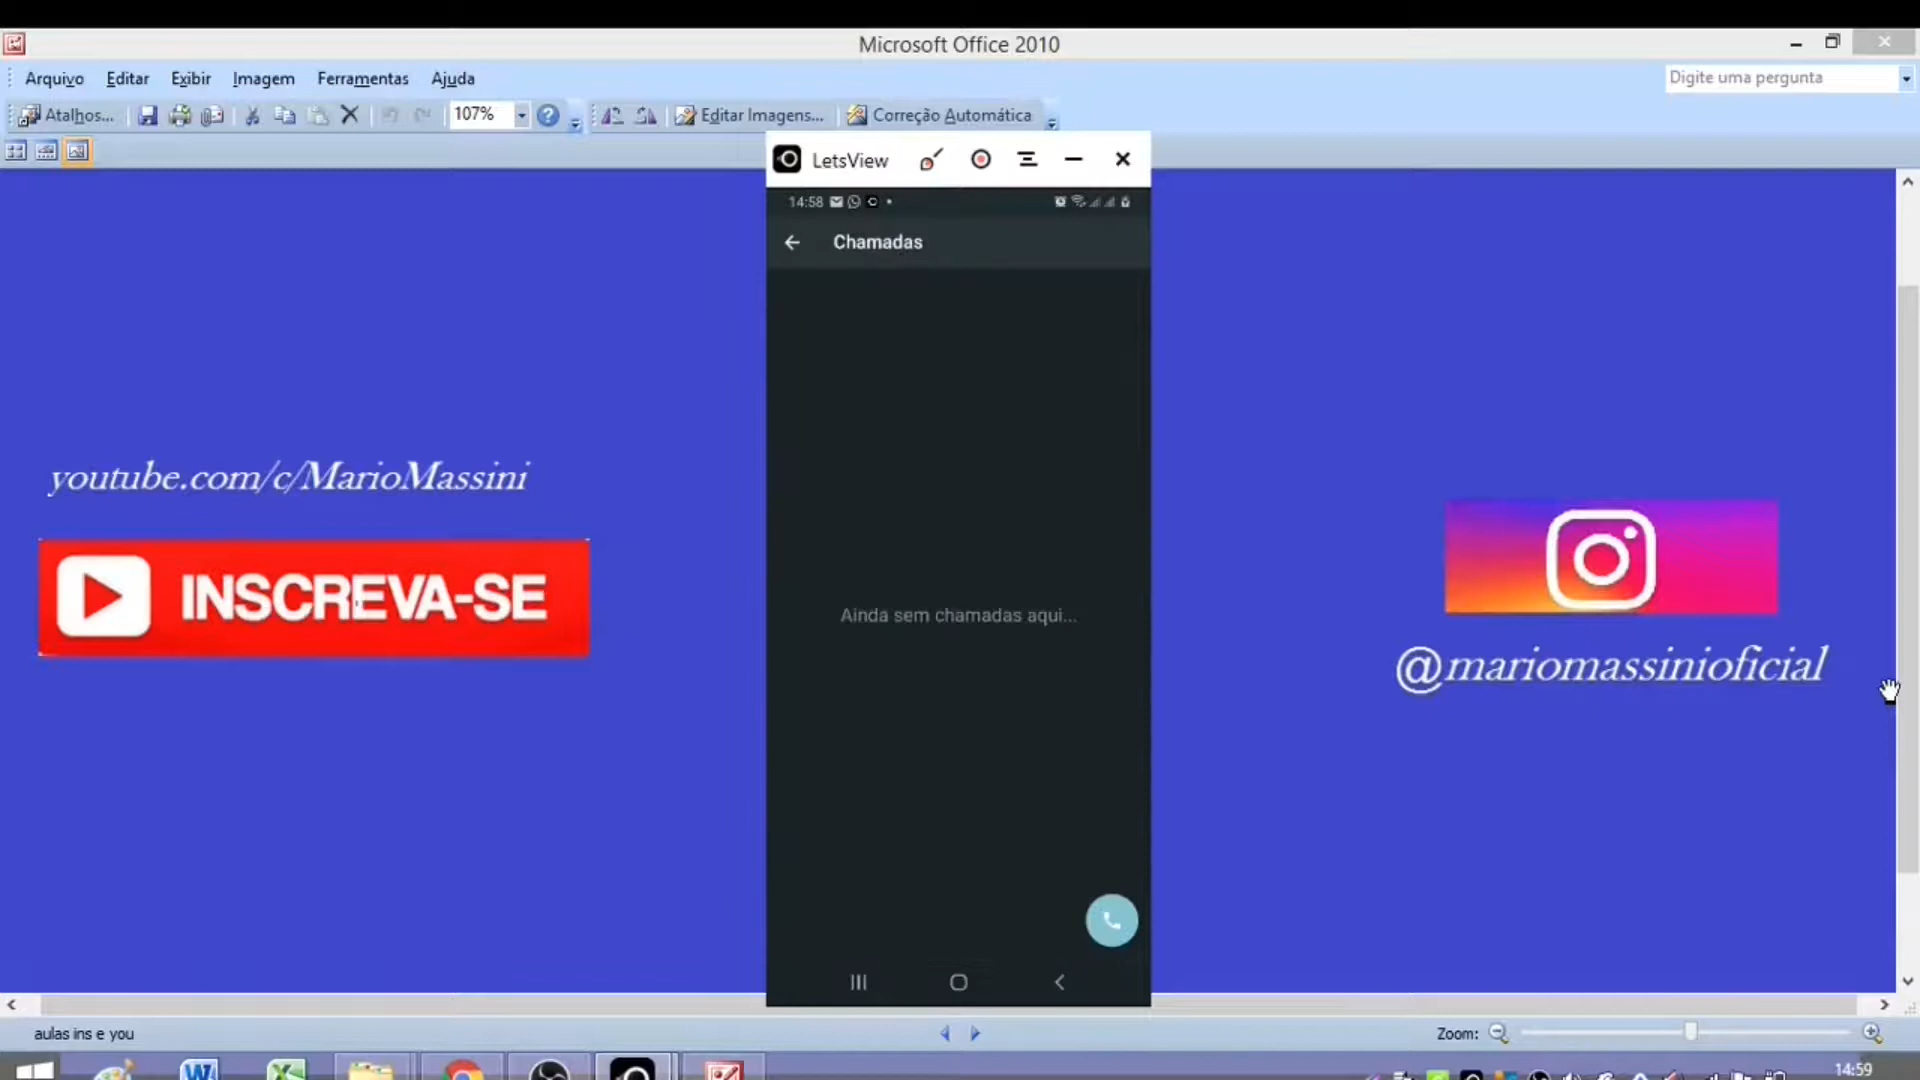 Microsoft Office 2010
Arquivo Editar Exibir Imagem Ferramentas Ajuda
Digite uma pergunta
Atalhos... 107% Editar Imagens... Correção Automática
LetsView
14:58
Chamadas
youtube.com/c/MarioMassini
INSCREVA-SE
Ainda sem chamadas aqui...
@mariomassinioficial
aulas ins e you
Zoom:
14:59